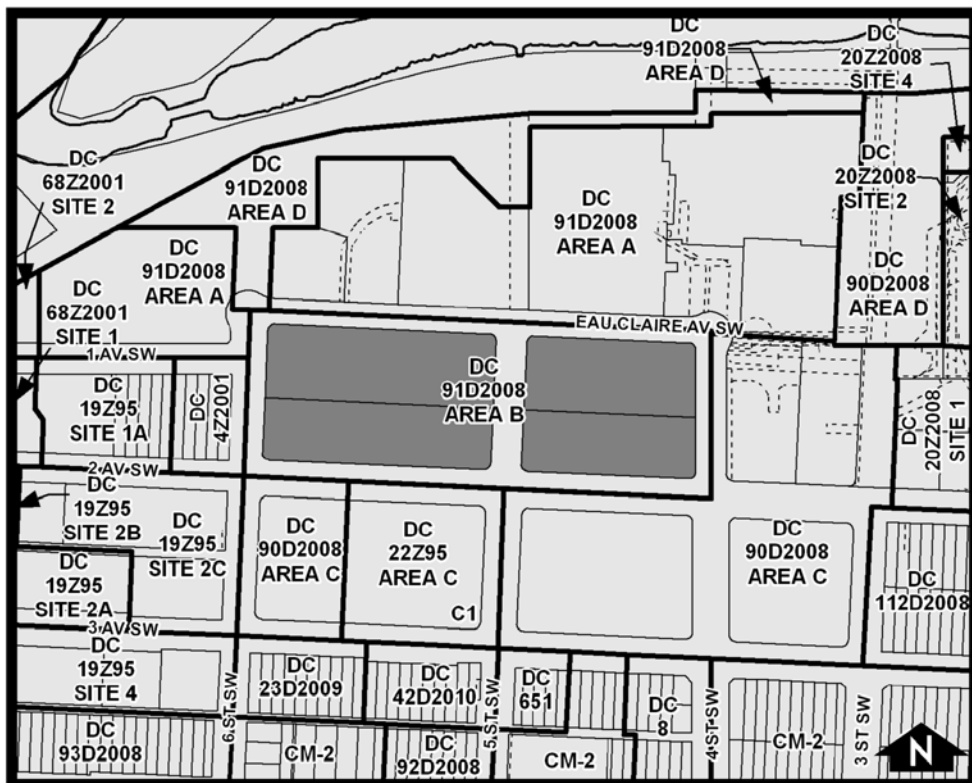 DC
91D2008
AREA D
DC
20Z2008
SITE 4
DC
68Z2001
SITE 2
DC
91D2008
AREA D
DC
20Z2008
SITE 2
DC
91D2008
AREA A
DC
91D2008
AREA A
DC
90D2008
AREA D
DC
68Z2001
SITE 1
EAU CLAIRE AV SW
1 AV SW
DC
91D2008
AREA B
DC
19Z95
SITE 1A
DC
4Z2001
DC
20Z2008
SITE 1
2 AV SW
DC
19Z95
SITE 2B
DC
19Z95
SITE 2C
DC
90D2008
AREA C
DC
22Z95
AREA C
C1
DC
90D2008
AREA C
DC
112D2008
DC
19Z95
SITE 2A
3 AV SW
DC
19Z95
SITE 4
6 ST SW
DC
23D2009
DC
42D2010
5 ST SW
DC
651
DC
8
4 ST SW
3 ST SW
DC
93D2008
CM-2
DC
92D2008
CM-2
CM-2
N